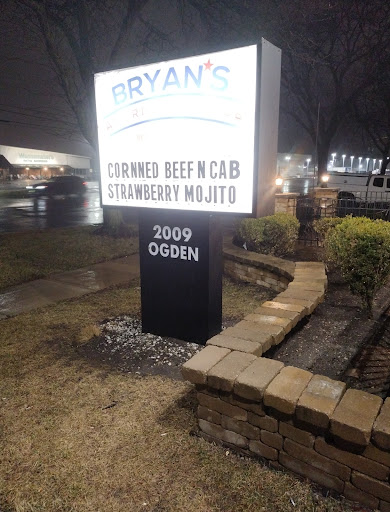 BRYAN'S
CORNNED BEEF N CAB
STRAWBERRY MOJITO
2009
OGDEN